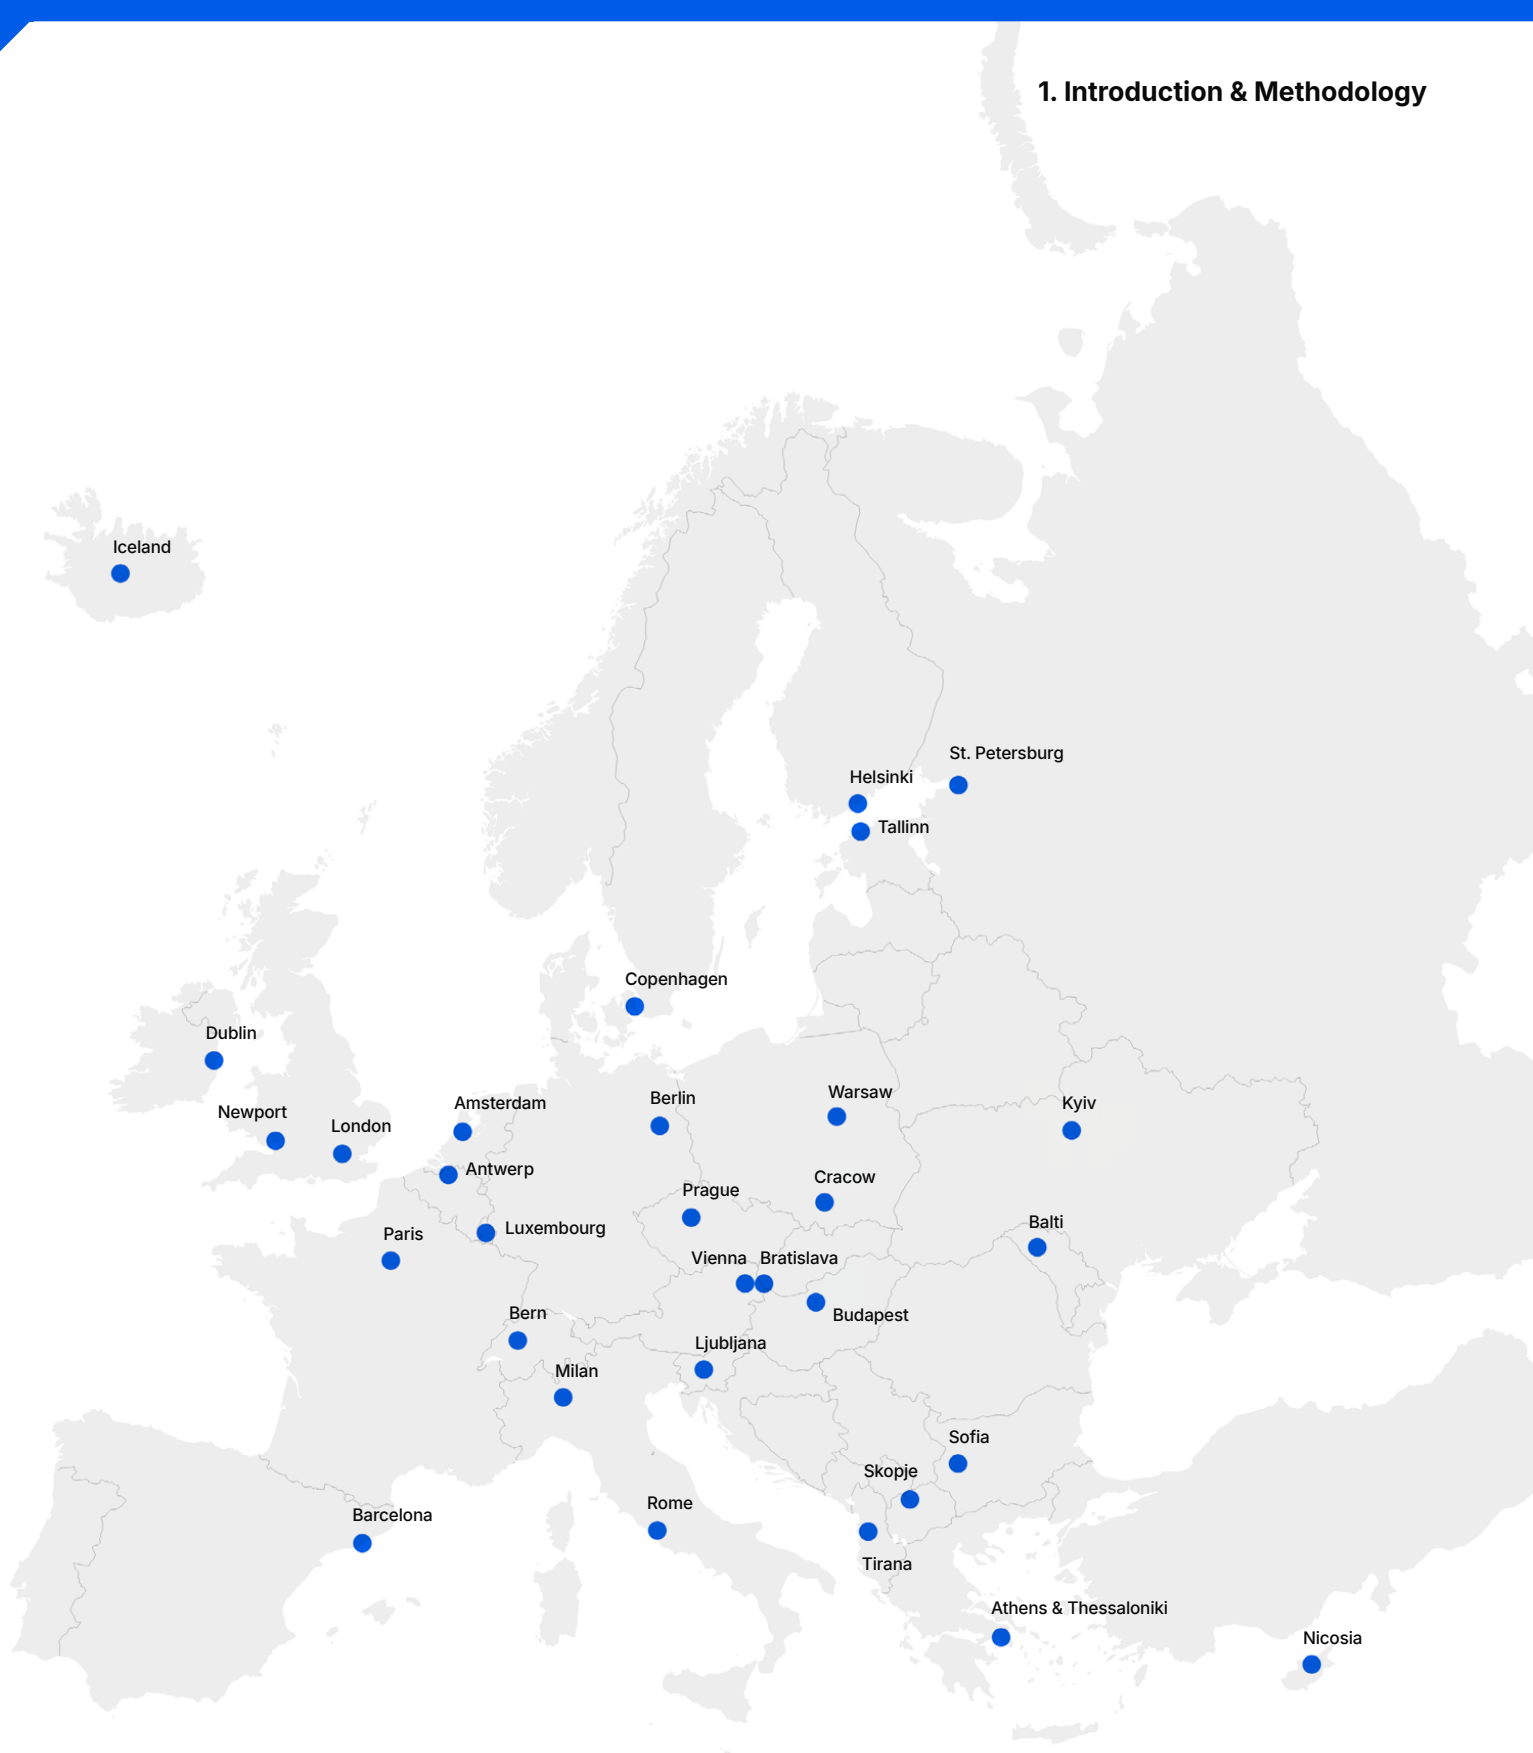 1. Introduction & Methodology
Iceland
St. Petersburg
Helsinki
Tallinn
Copenhagen
Dublin
Newport
London
Amsterdam
Antwerp
Berlin
Warsaw
Kyiv
Cracow
Prague
Luxembourg
Paris
Balti
Vienna
Bratislava
Budapest
Bern
Ljubljana
Milan
Sofia
Skopje
Rome
Barcelona
Tirana
Athens & Thessaloniki
Nicosia